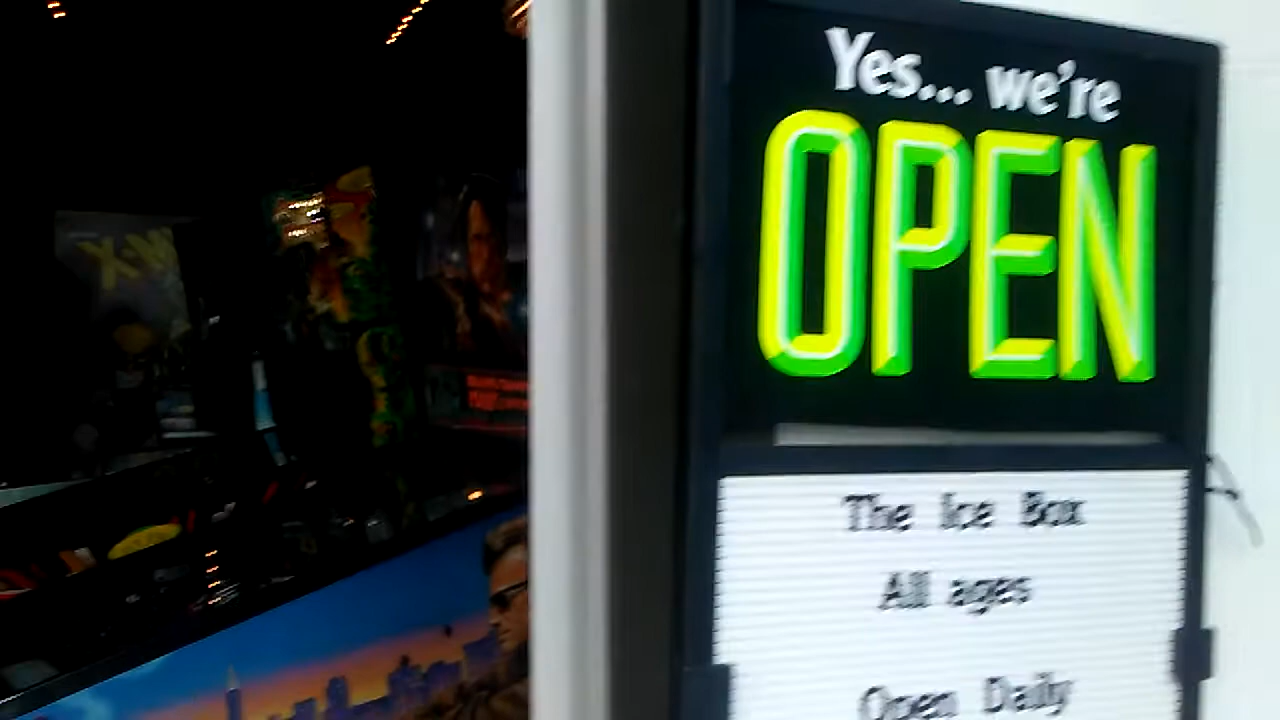 X-M
Yes... we're
OPEN
The Ice Box
All ages
Open Daily